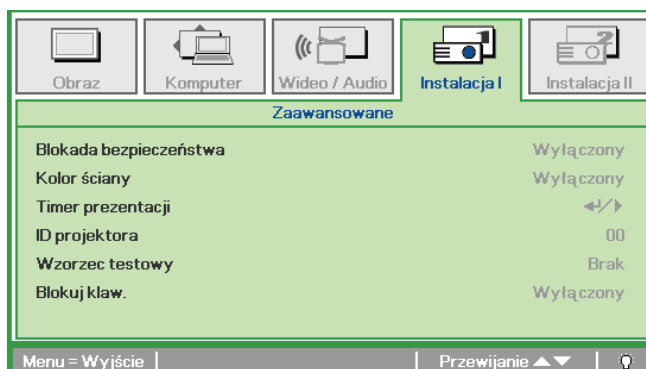 Obraz
Komputer
Wideo / Audio
Instalacja I
Instalacja II
Zaawansowane
Blokada bezpieczeństwa Wyłączony
Kolor ściany Wyłączony
Timer prezentacji ↵/▶
ID projektora 00
Wzorzec testowy Brak
Blokuj klaw. Wyłączony
Menu = Wyjście | | Przewijanie ▲▼ |